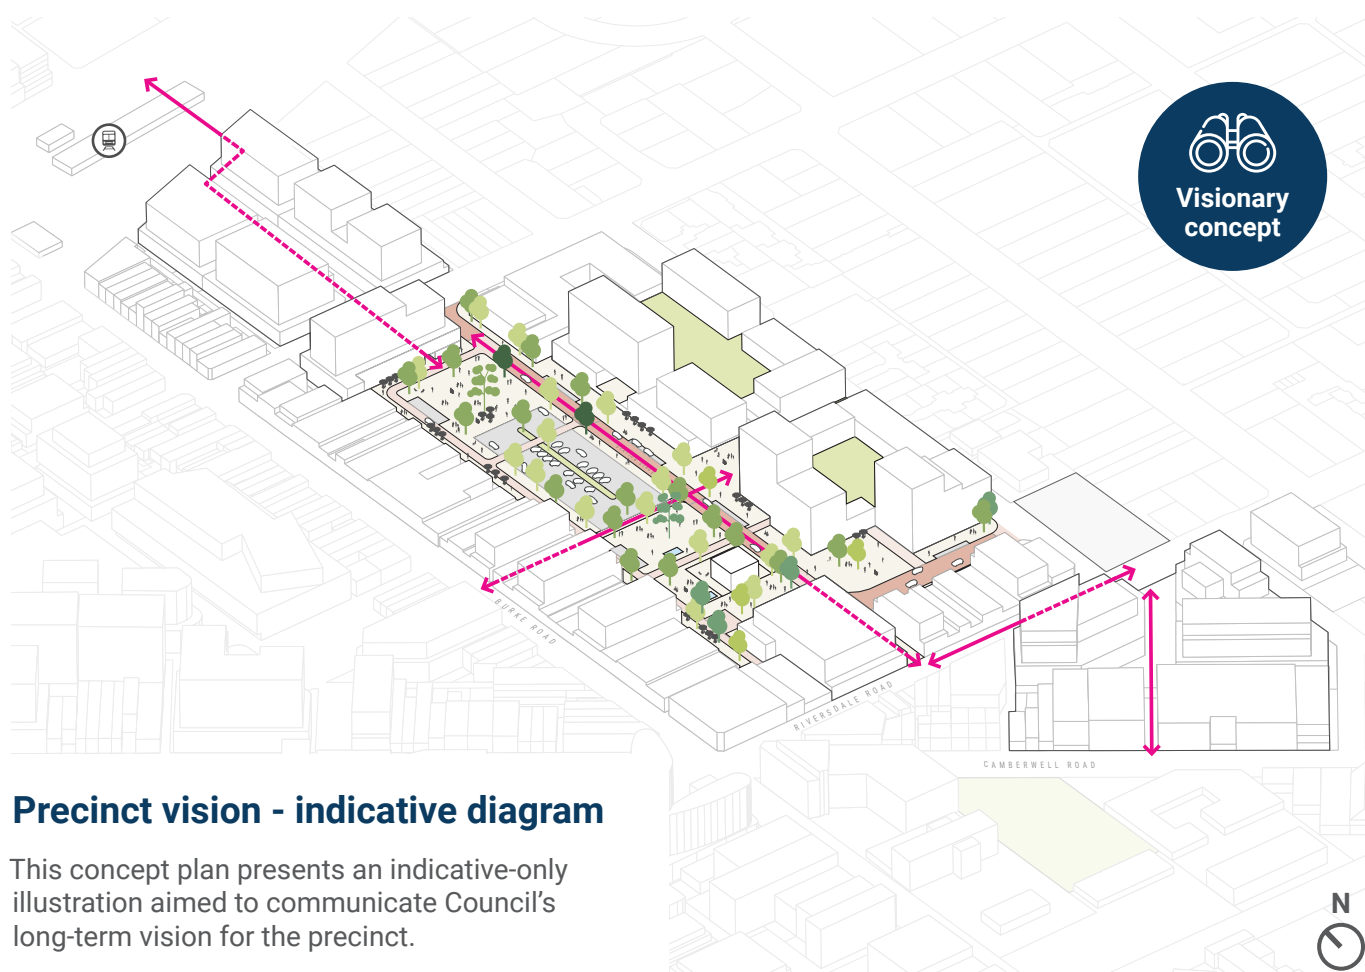 Visionary
concept
BURKE ROAD
RIVERSDALE ROAD
CAMBERWELL ROAD
Precinct vision - indicative diagram
This concept plan presents an indicative-only
illustration aimed to communicate Council's
long-term vision for the precinct.
N